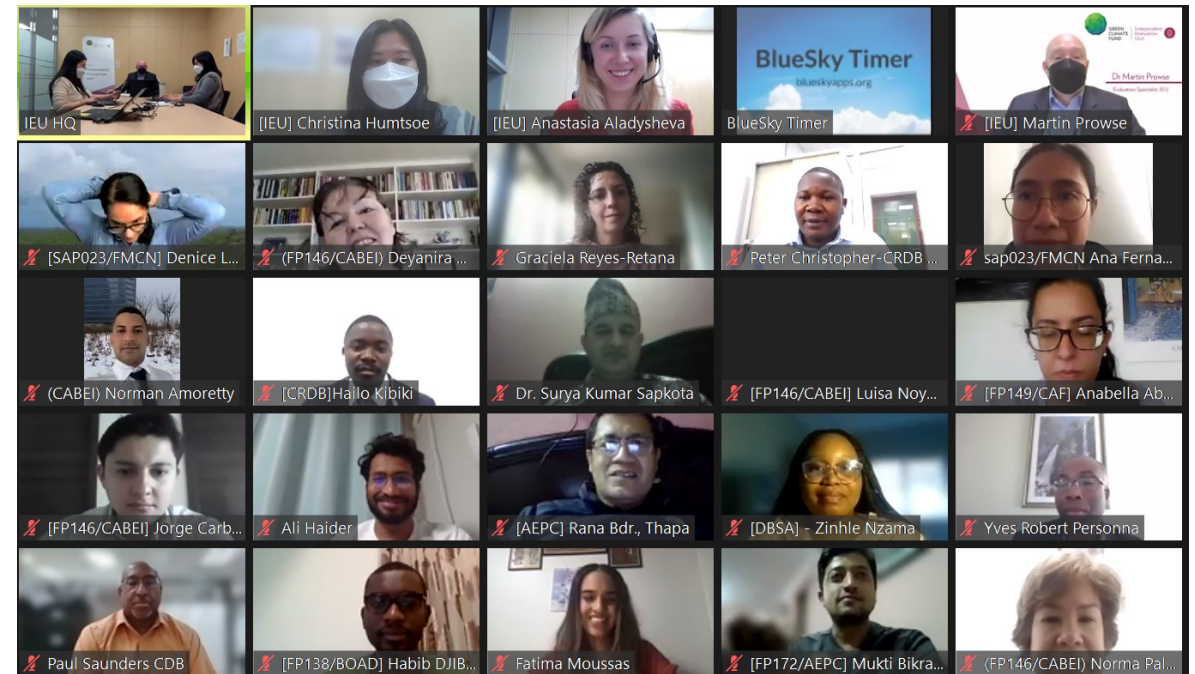 IEU HQ
[IEU] Christina Humtsoe
[IEU] Anastasia Aladysheva
BlueSky Timer
blueskyapps.org
BlueSky Timer
GREEN
CLIMATE
FUND
Independent
Evaluation
Unit
Dr Martin Prowse
Evaluation Specialist, IEU
[IEU] Martin Prowse
[SAP023/FMCN] Denice L...
(FP146/CABEI) Deyanira ...
Graciela Reyes-Retana
Peter Christopher-CRDB ...
sap023/FMCN Ana Ferna...
(CABEI) Norman Amoretty
[CRDB]Hailo Kibiki
Dr. Surya Kumar Sapkota
[FP146/CABEI] Luisa Noy...
[FP149/CAF] Anabella Ab...
[FP146/CABEI] Jorge Carb...
Ali Haider
[AEPC] Rana Bdr., Thapa
[DBSA] - Zinhle Nzama
Yves Robert Personna
Paul Saunders CDB
[FP138/BOAD] Habib DJIB...
Fatima Moussas
[FP172/AEPC] Mukti Bikra...
(FP146/CABEI) Norma Pal...